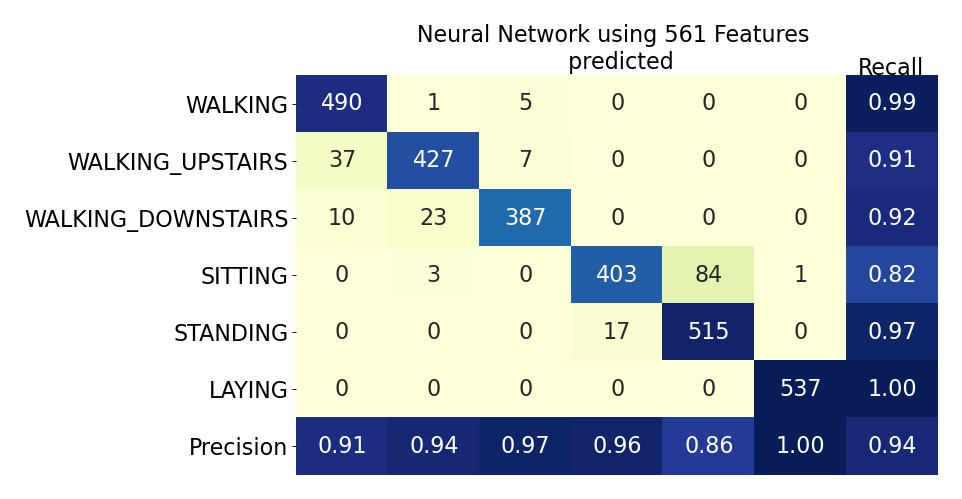 Neural Network using 561 Features
predicted
Recall
WALKING 490 1 5 0 0 0 0.99
WALKING_UPSTAIRS 37 427 7 0 0 0 0.91
WALKING_DOWNSTAIRS 10 23 387 0 0 0 0.92
SITTING 0 3 0 403 84 1 0.82
STANDING 0 0 0 17 515 0 0.97
LAYING 0 0 0 0 0 537 1.00
Precision 0.91 0.94 0.97 0.96 0.86 1.00 0.94